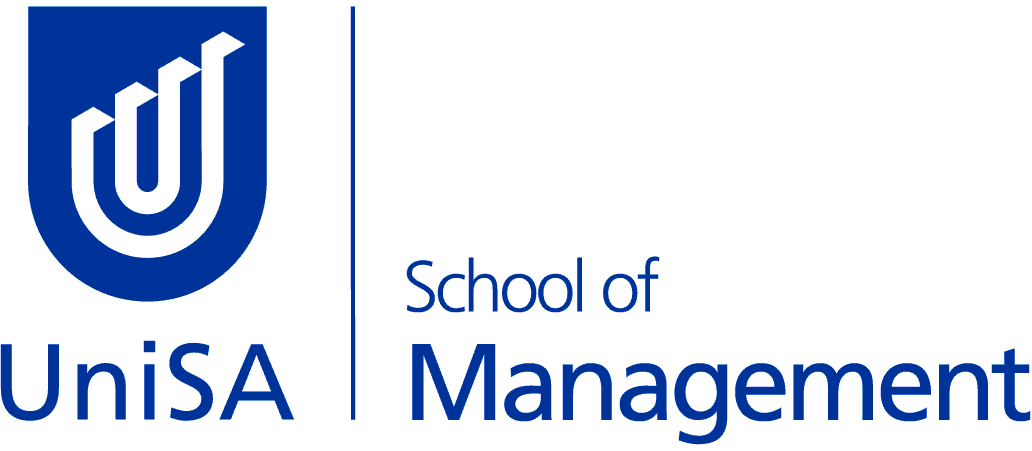 UniSA
School of
Management